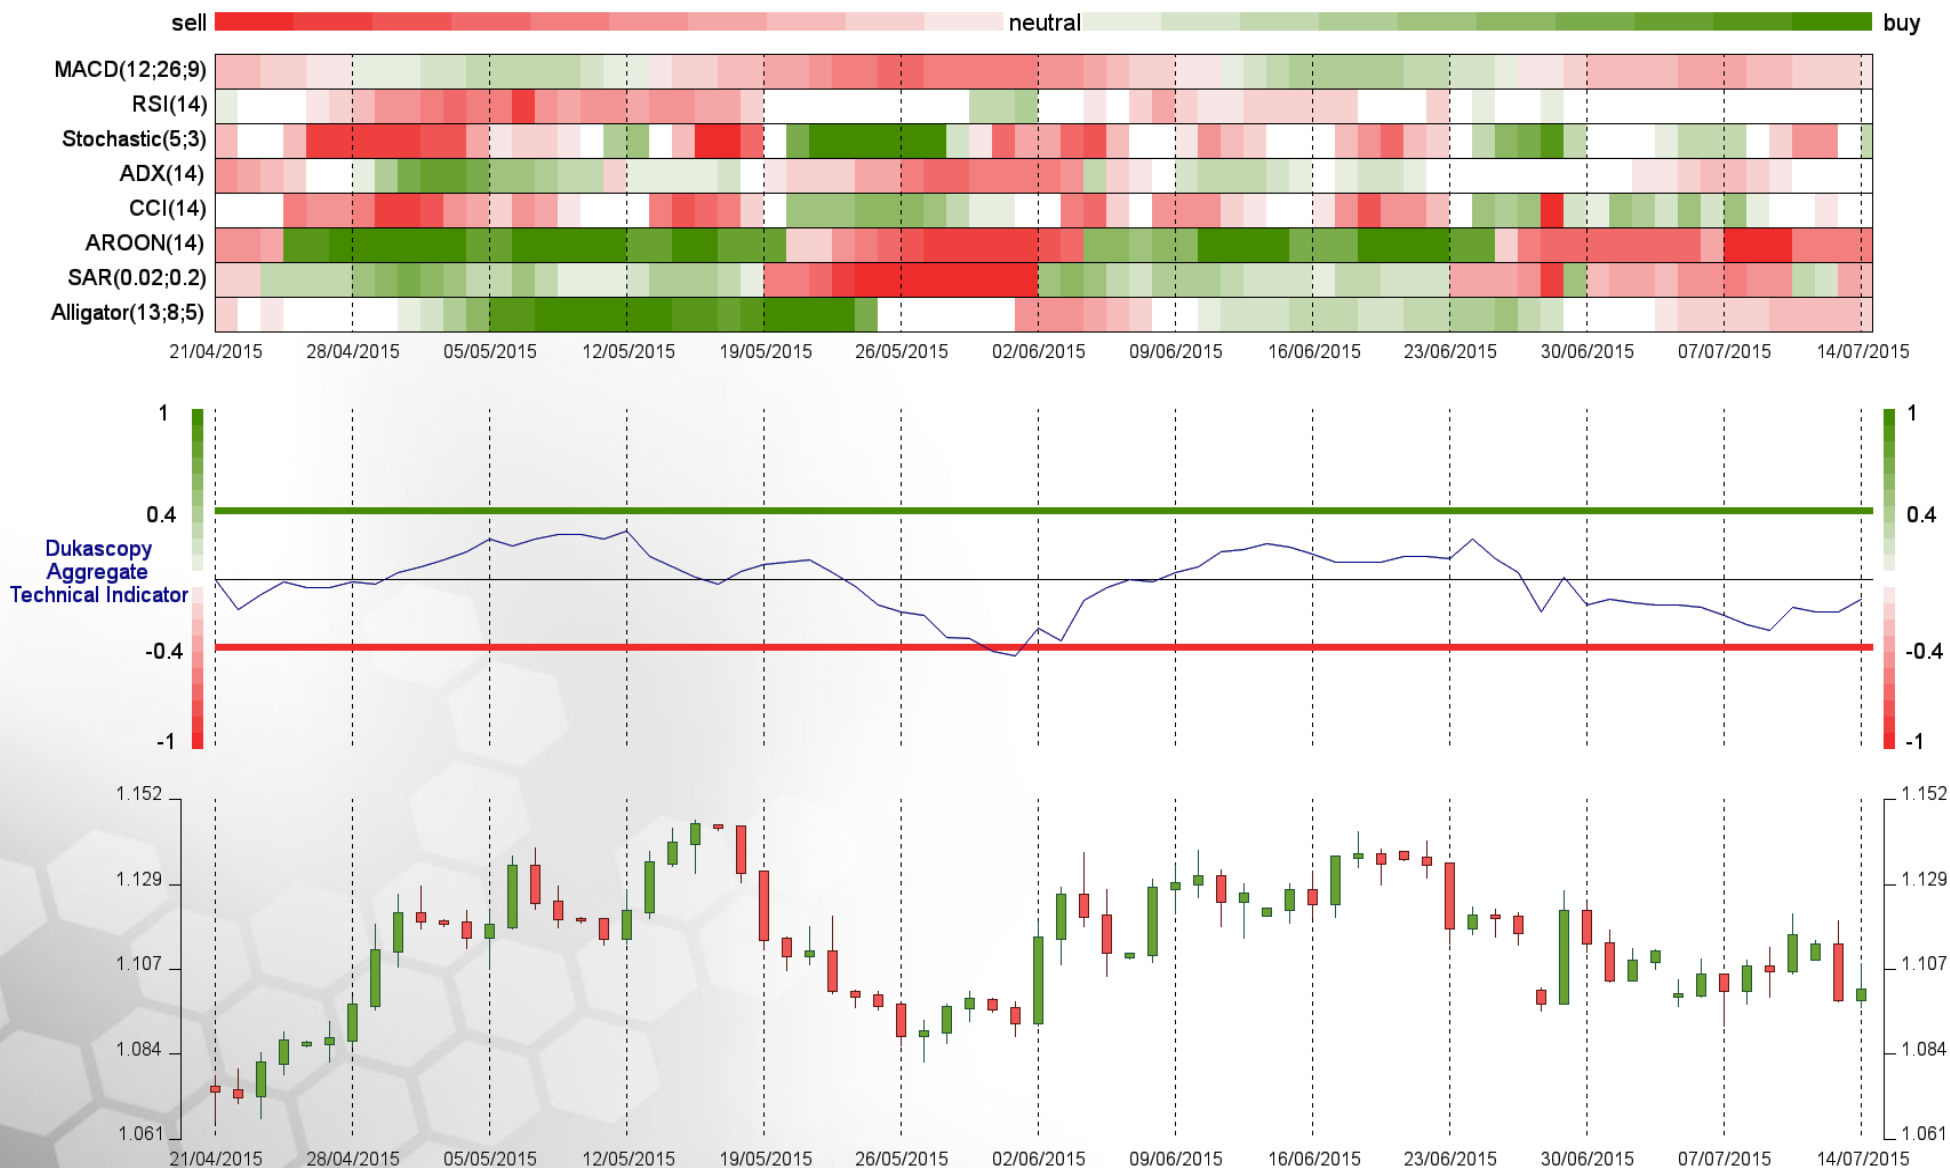 sell neutral buy
MACD(12;26;9)
RSI(14)
Stochastic(5;3)
ADX(14)
CCI(14)
AROON(14)
SAR(0.02;0.2)
Alligator(13;8;5)
21/04/2015 28/04/2015 05/05/2015 12/05/2015 19/05/2015 26/05/2015 02/06/2015 09/06/2015 16/06/2015 23/06/2015 30/06/2015 07/07/2015 14/07/2015
1 1
0.4 0.4
Dukascopy
Aggregate
Technical Indicator
-0.4 -0.4
-1 -1
1.152 1.152
1.129 1.129
1.107 1.107
1.084 1.084
1.061 1.061
21/04/2015 28/04/2015 05/05/2015 12/05/2015 19/05/2015 26/05/2015 02/06/2015 09/06/2015 16/06/2015 23/06/2015 30/06/2015 07/07/2015 14/07/2015